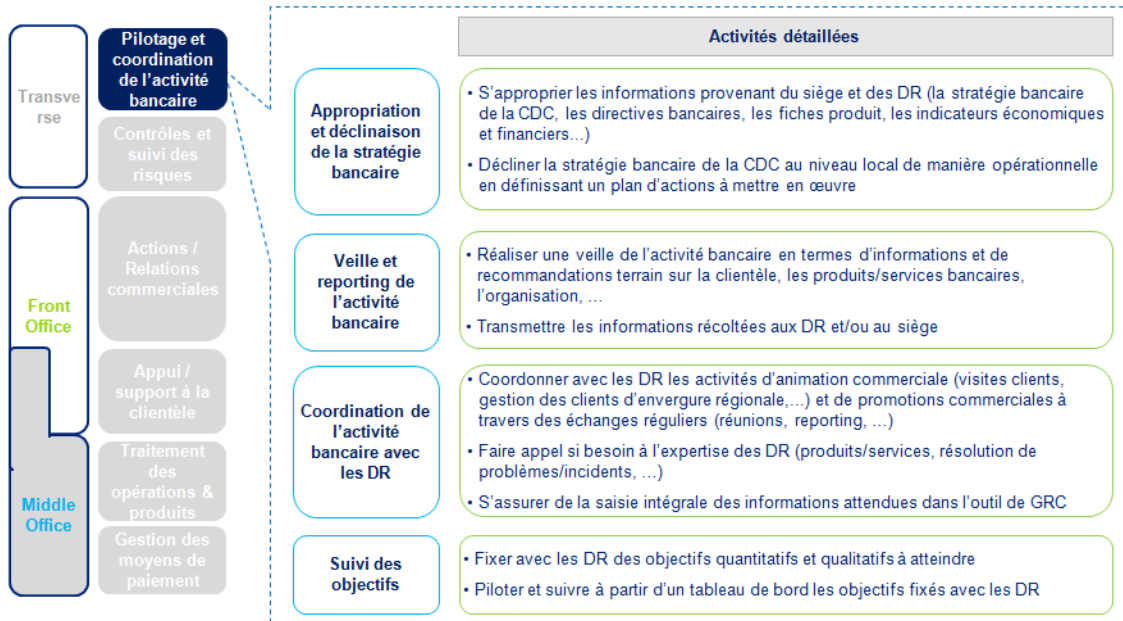 Transve
rse
Front
Office
Middle
Office
Pilotage et
coordination
de l’activité
bancaire
Contrôles et
suivi des
risques
Actions /
Relations
commerciales
Appui /
support à la
clientèle
Traitement
des
opérations &
produits
Gestion des
moyens de
paiement
Activités détaillées
Appropriation
et déclinaison
de la stratégie
bancaire
• S’approprier les informations provenant du siège et des DR (la stratégie bancaire
de la CDC, les directives bancaires, les fiches produit, les indicateurs économiques
et financiers…)
• Décliner la stratégie bancaire de la CDC au niveau local de manière opérationnelle
en définissant un plan d’actions à mettre en œuvre
Veille et
reporting de
l’activité
bancaire
• Réaliser une veille de l’activité bancaire en termes d’informations et de
recommandations terrain sur la clientèle, les produits/services bancaires,
l’organisation, …
• Transmettre les informations récoltées aux DR et/ou au siège
Coordination de
l’activité
bancaire avec
les DR
• Coordonner avec les DR les activités d’animation commerciale (visites clients,
gestion des clients d’envergure régionale,…) et de promotions commerciales à
travers des échanges réguliers (réunions, reporting, …)
• Faire appel si besoin à l’expertise des DR (produits/services, résolution de
problèmes/incidents, …)
• S’assurer de la saisie intégrale des informations attendues dans l’outil de GRC
Suivi des
objectifs
• Fixer avec les DR des objectifs quantitatifs et qualitatifs à atteindre
• Piloter et suivre à partir d’un tableau de bord les objectifs fixés avec les DR